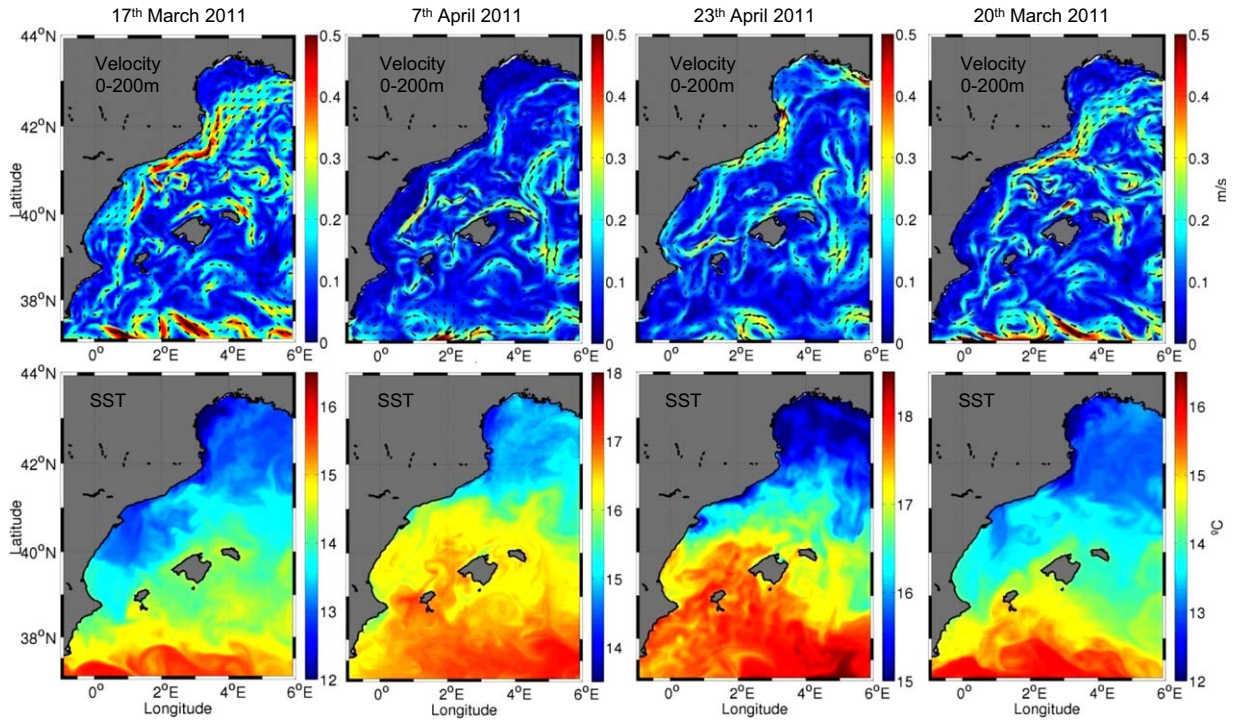 17th March 2011 7th April 2011 23th April 2011 20th March 2011
44°N 0.5 0.5 0.5 0.5
Velocity 0-200m Velocity 0-200m Velocity 0-200m Velocity 0-200m
0.4 0.4 0.4 0.4
42°N
0.3 0.3 0.3 0.3
Latitude m/s
40°N 0.2 0.2 0.2 0.2
0.1 0.1 0.1 0.1
38°N
0 0 0 0
0° 2°E 4°E 6°E 0° 2°E 4°E 6°E 0° 2°E 4°E 6°E 0° 2°E 4°E 6°E
44°N 18
SST SST SST SST
16 18 16
17
42°N
15 15
16 17
Latitude ºC
40°N 14 14
15 16
13 13
38°N 14
12 15 12
0° 2°E 4°E 6°E 0° 2°E 4°E 6°E 0° 2°E 4°E 6°E 0° 2°E 4°E 6°E
Longitude Longitude Longitude Longitude